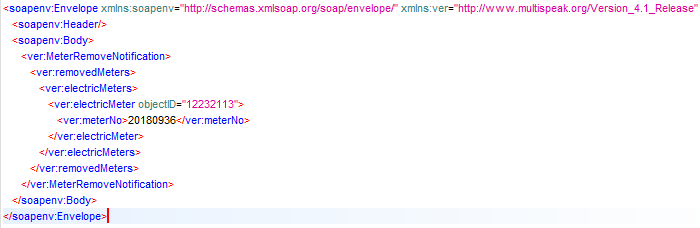 <soapenv:Envelope xmlns:soapenv="http://schemas.xmlsoap.org/soap/envelope/" xmlns:ver="http://www.multispeak.org/Version_4.1_Release"
<soapenv:Header/>
<soapenv:Body>
<ver:MeterRemoveNotification>
<ver:removedMeters>
<ver:electricMeters>
<ver:electricMeter objectID="12232113">
<ver:meterNo>20180936</ver:meterNo>
</ver:electricMeter>
</ver:electricMeters>
</ver:removedMeters>
</ver:MeterRemoveNotification>
</soapenv:Body>
</soapenv:Envelope>